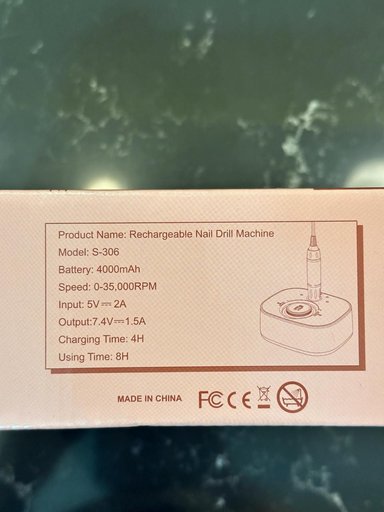 Product Name: Rechargeable Nail Drill Machine
Model: S-306
Battery: 4000mAh
Speed: 0-35,000RPM
Input: 5V⎓2A
Output:7.4V⎓1.5A
Charging Time: 4H
Using Time: 8H
MADE IN CHINA FC CE